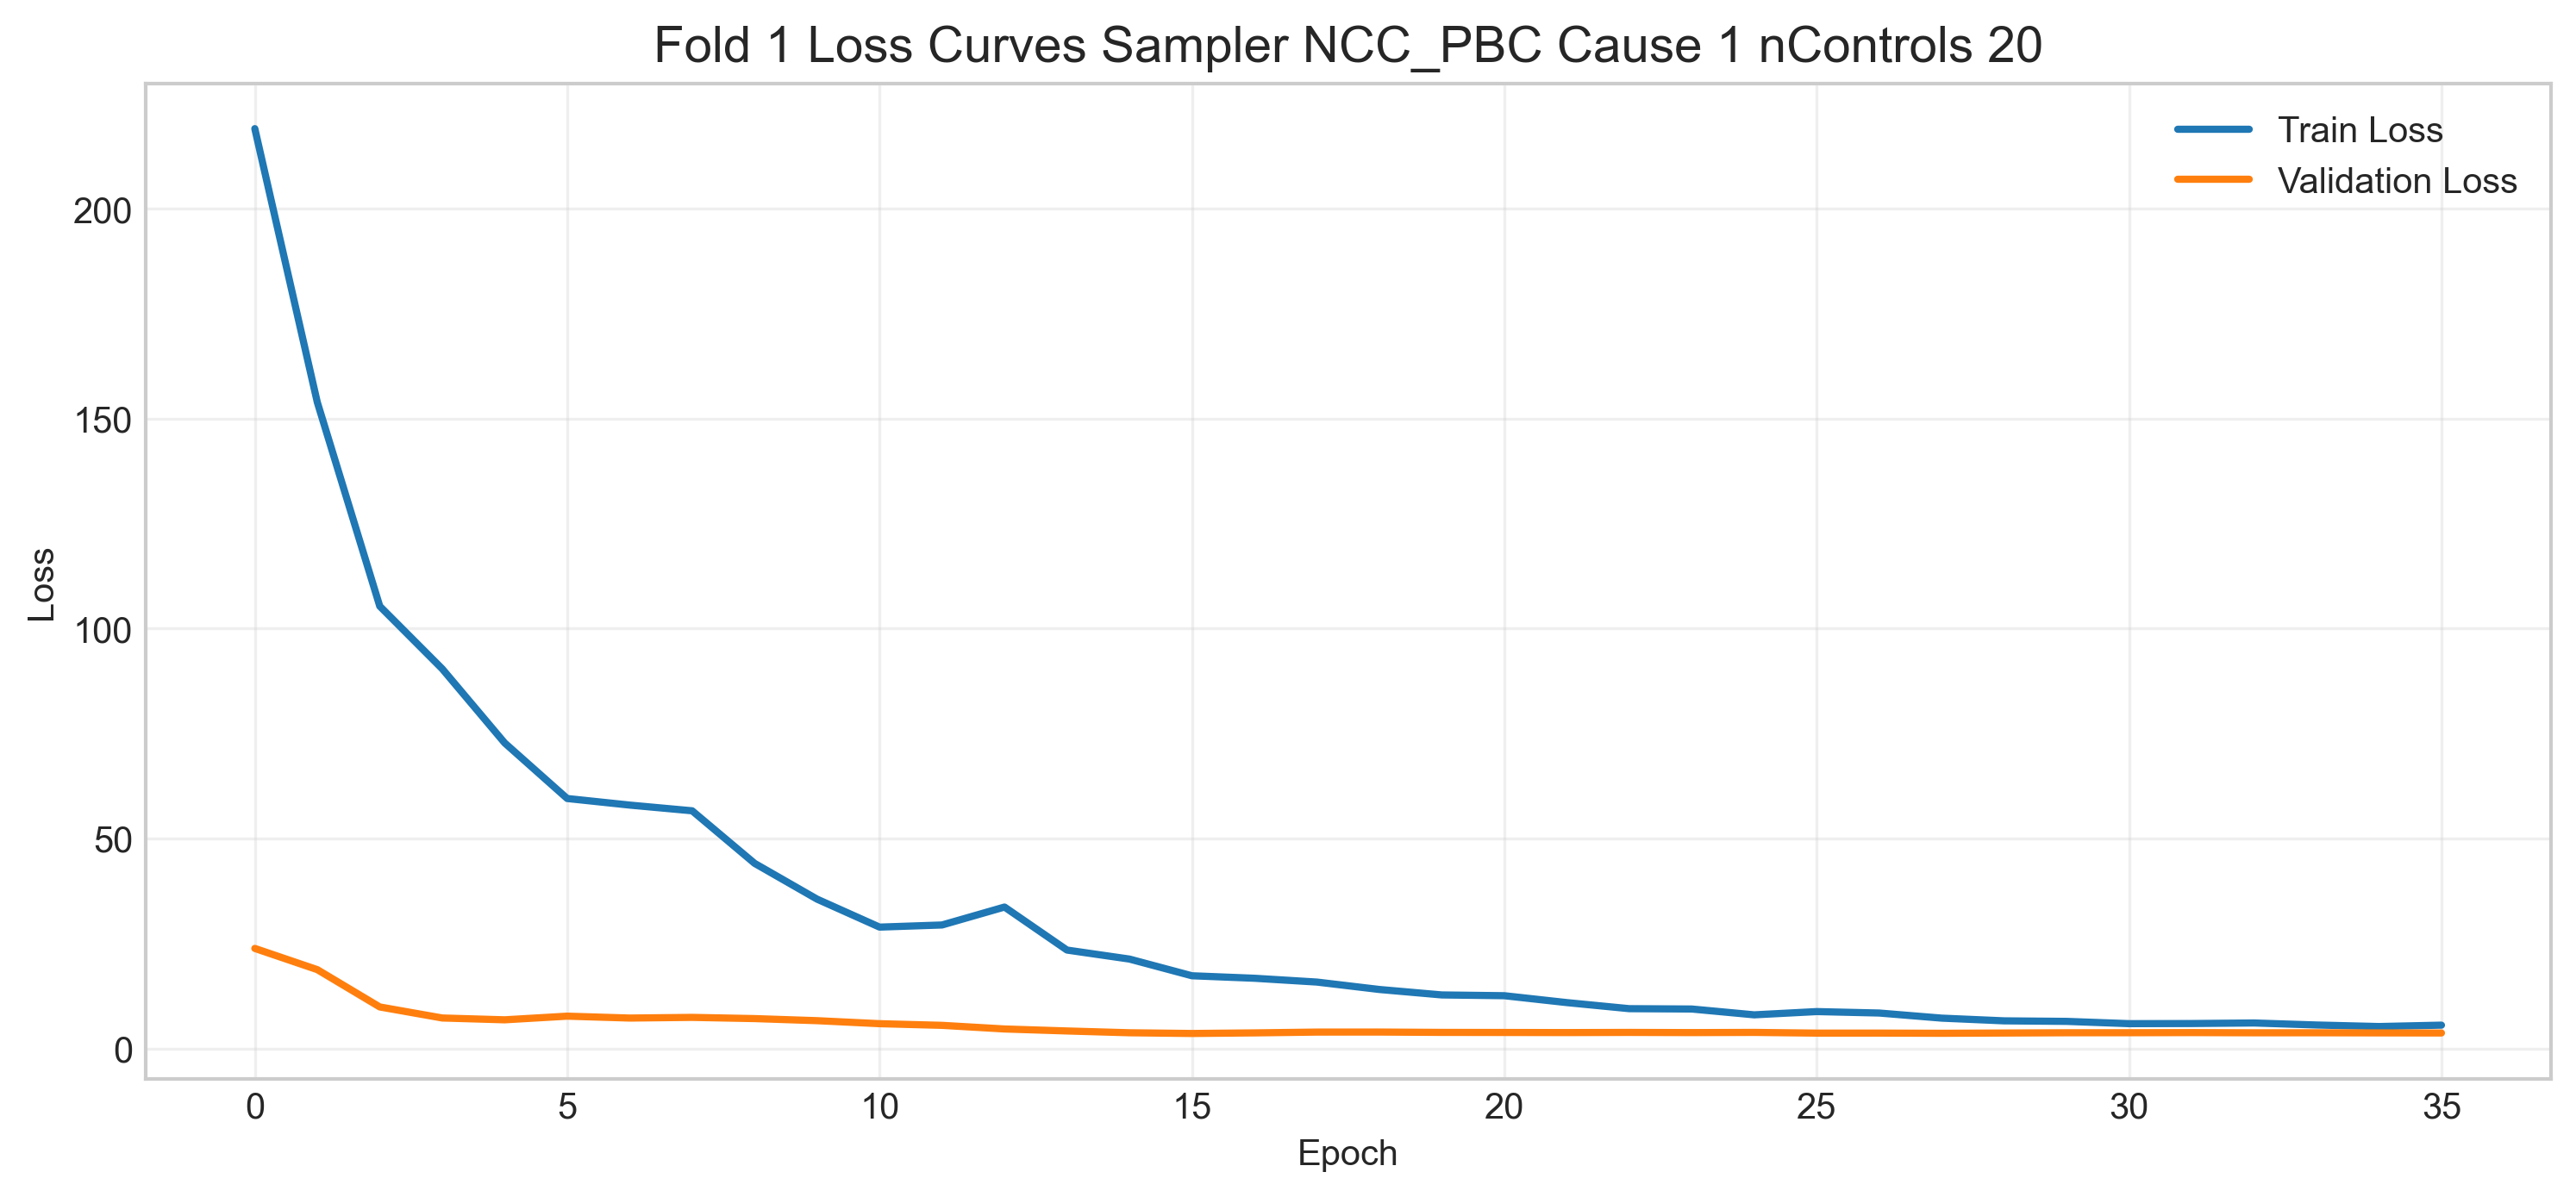 Fold 1 Loss Curves Sampler NCC_PBC Cause 1 nControls 20
Train Loss
Validation Loss
Loss
200
150
100
50
0
0 5 10 15 20 25 30 35
Epoch